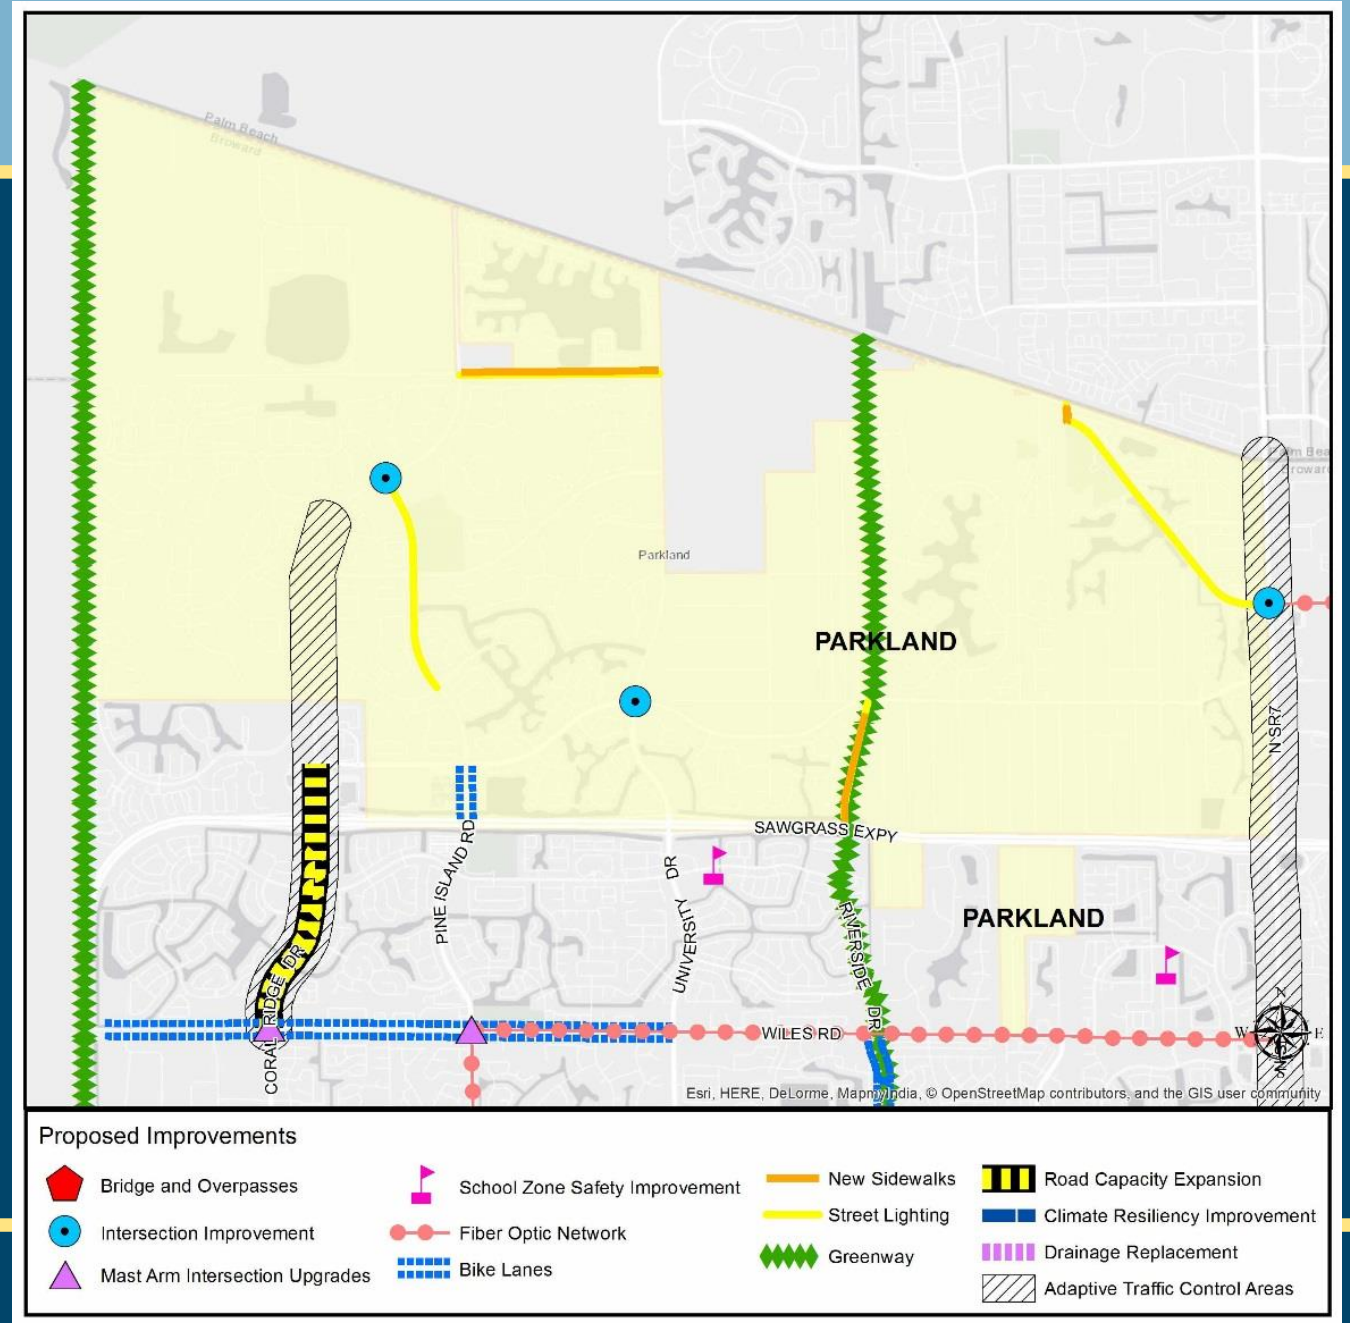 Palm Beach
Broward
Palm Bea
Broward
Parkland
PARKLAND
N SR7
SAWGRASS EXPY
PINE ISLAND RD
UNIVERSITY DR
RIVERSIDE DR
PARKLAND
CORAL RIDGE DR
WILES RD
N
W E
S
Esri, HERE, DeLorme, MapmyIndia, © OpenStreetMap contributors, and the GIS user community
Proposed Improvements
Bridge and Overpasses
Intersection Improvement
Mast Arm Intersection Upgrades
School Zone Safety Improvement
Fiber Optic Network
Bike Lanes
New Sidewalks
Street Lighting
Greenway
Road Capacity Expansion
Climate Resiliency Improvement
Drainage Replacement
Adaptive Traffic Control Areas